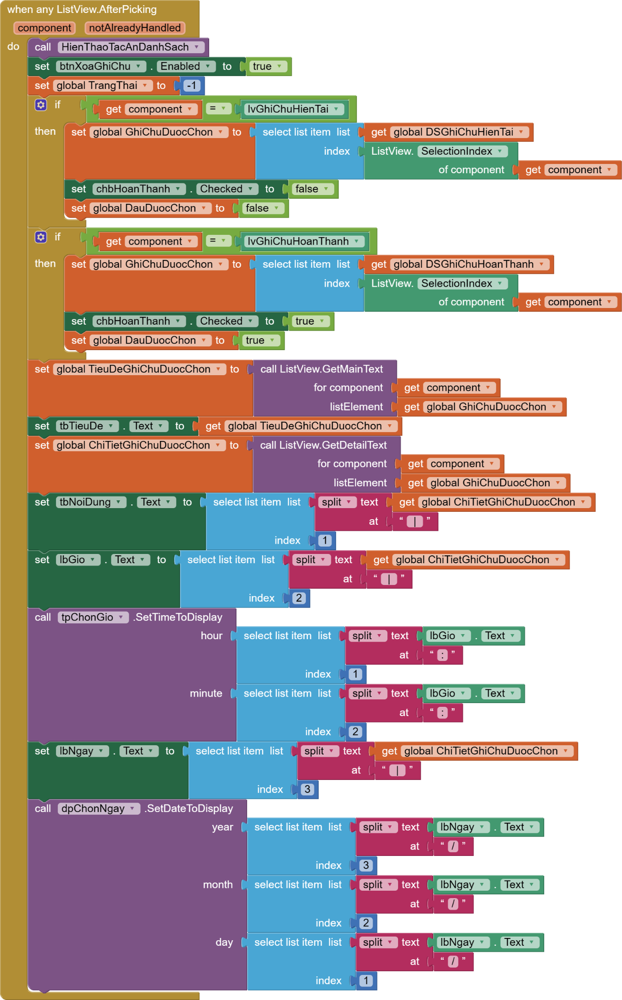 when any ListView.AfterPicking
component notAlreadyHandled
do call HienThaoTacAnDanhSach
set btnXoaGhiChu . Enabled to true
set global TrangThai to -1
if get component = lvGhiChuHienTai
then set global GhiChuDuocChon to select list item list get global DSGhiChuHienTai
index ListView. SelectionIndex
of component get component
set chbHoanThanh . Checked to false
set global DauDuocChon to false
if get component = lvGhiChuHoanThanh
then set global GhiChuDuocChon to select list item list get global DSGhiChuHoanThanh
index ListView. SelectionIndex
of component get component
set chbHoanThanh . Checked to true
set global DauDuocChon to true
set global TieuDeGhiChuDuocChon to call ListView.GetMainText
for component get component
listElement get global GhiChuDuocChon
set tbTieuDe . Text to get global TieuDeGhiChuDuocChon
set global ChiTietGhiChuDuocChon to call ListView.GetDetailText
for component get component
listElement get global GhiChuDuocChon
set tbNoiDung . Text to select list item list split text get global ChiTietGhiChuDuocChon
at “ | ”
index 1
set lbGio . Text to select list item list split text get global ChiTietGhiChuDuocChon
at “ | ”
index 2
call tpChonGio .SetTimeToDisplay
hour select list item list split text lbGio . Text
at “ : ”
index 1
minute select list item list split text lbGio . Text
at “ : ”
index 2
set lbNgay . Text to select list item list split text get global ChiTietGhiChuDuocChon
at “ | ”
index 3
call dpChonNgay .SetDateToDisplay
year select list item list split text lbNgay . Text
at “ / ”
index 3
month select list item list split text lbNgay . Text
at “ / ”
index 2
day select list item list split text lbNgay . Text
at “ / ”
index 1